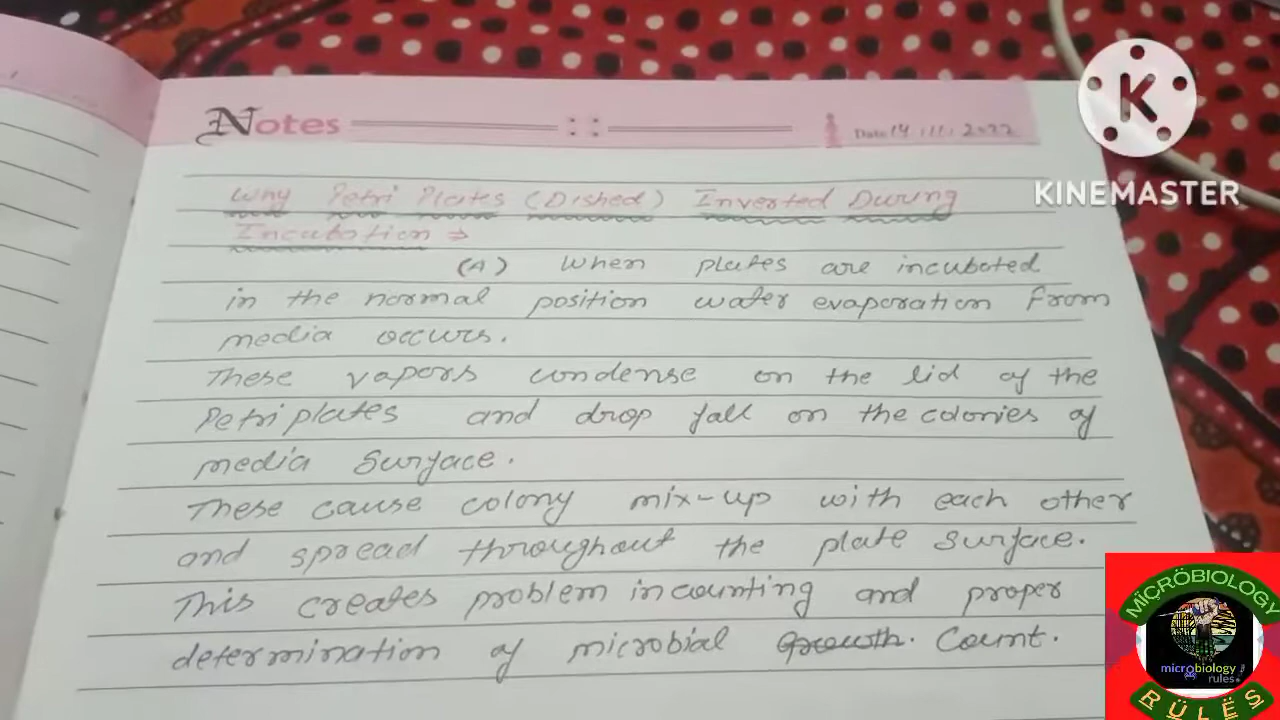 Notes
Date 14.11.2022
Why Petri Plates (Dished) Inverted During
Incubation ⇒
(A) When plates are incubated
in the normal position water evaporation from
media occurs.
These vapors condense on the lid of the
Petriplates and drop fall on the colonies of
media surface.
These cause colony mix-up with each other
and spread throughout the plate surface.
This creates problem in counting and proper
determination of microbial Growth. Count.
K
KINEMASTER
MÏCRÖBIOLOGY
microbiology
rules
RÜLËS